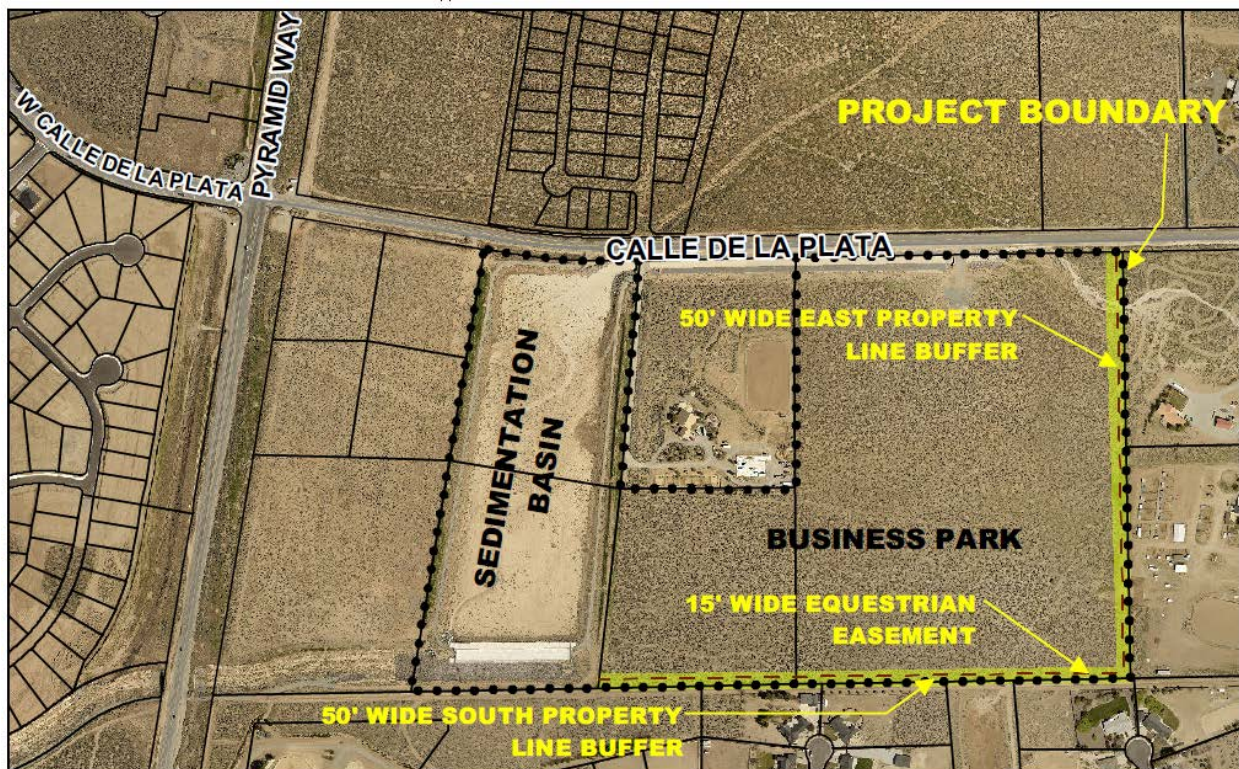 PYRAMID WAY
W CALLE DE LA PLATA
PROJECT BOUNDARY
CALLE DE LA PLATA
50' WIDE EAST PROPERTY
LINE BUFFER
SEDIMENTATION
BASIN
BUSINESS PARK
15' WIDE EQUESTRIAN
EASEMENT
50' WIDE SOUTH PROPERTY
LINE BUFFER